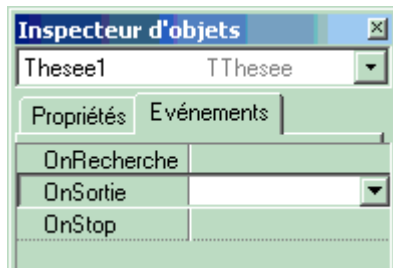 Inspecteur d'objets
Thesee1 TThesee
Propriétés Evénements
OnRecherche
OnSortie
OnStop